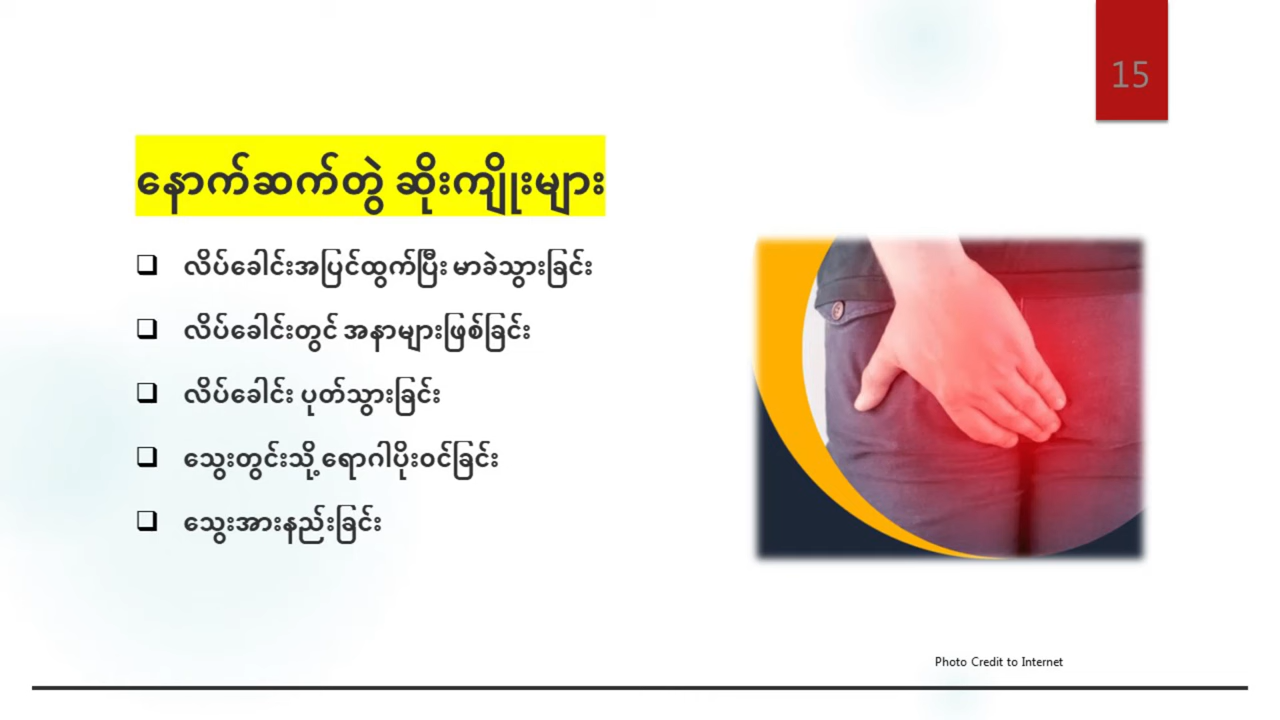 15
နောက်ဆက်တွဲ ဆိုးကျိုးများ
❑ လိပ်ခေါင်းအပြင်ထွက်ပြီး မာခဲသွားခြင်း
❑ လိပ်ခေါင်းတွင် အနာများဖြစ်ခြင်း
❑ လိပ်ခေါင်း ပုတ်သွားခြင်း
❑ သွေးတွင်းသို့ ရောဂါပိုးဝင်ခြင်း
❑ သွေးအားနည်းခြင်း
Photo Credit to Internet